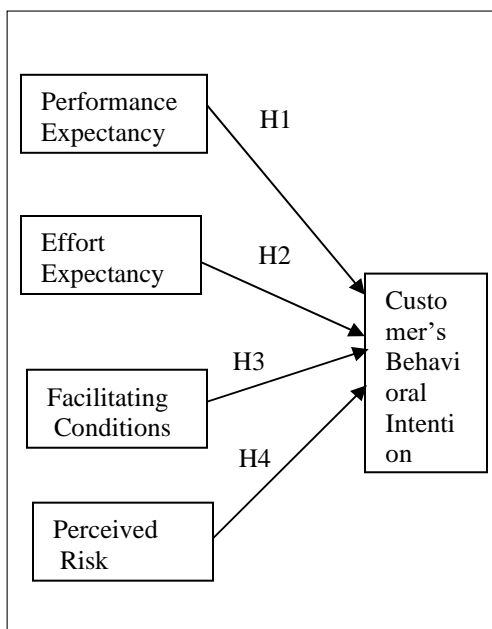 Performance
Expectancy
H1
Effort
Expectancy
H2
Custo
mer's
Behavi
oral
Intenti
on
H3
Facilitating
Conditions
H4
Perceived
Risk